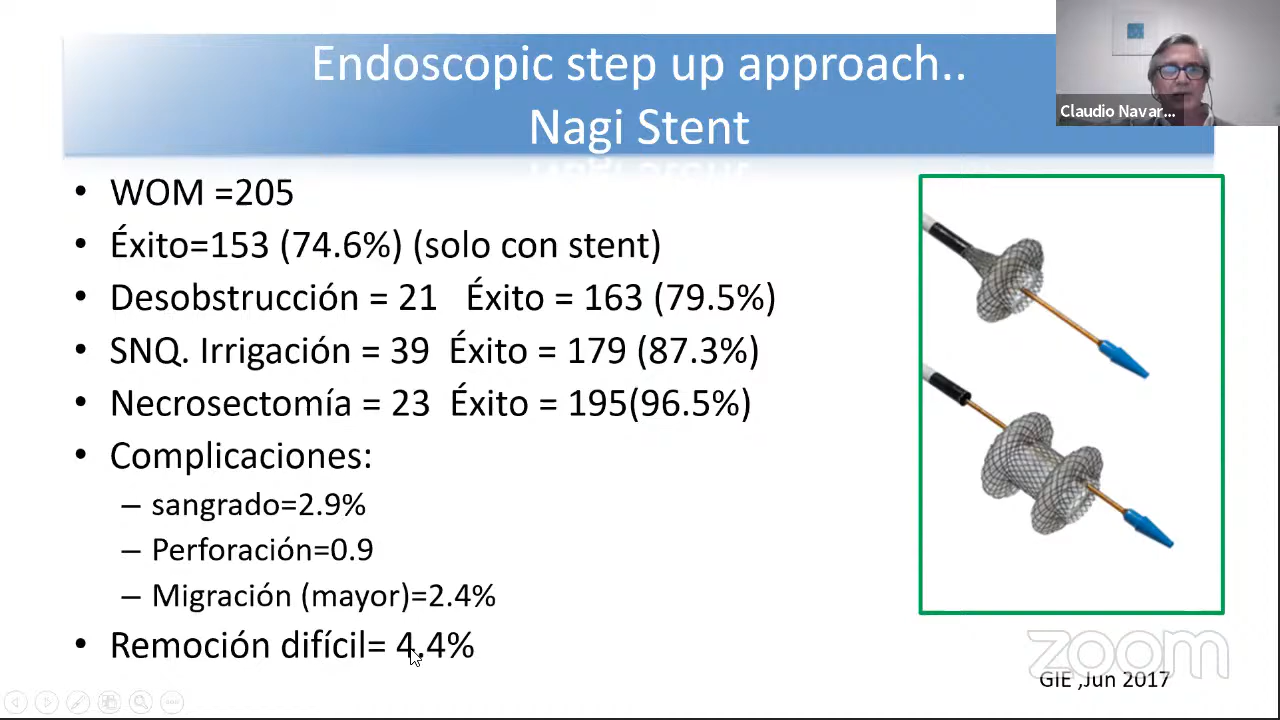 Endoscopic step up approach..
Nagi Stent
Claudio Navar...
• WOM =205
• Éxito=153 (74.6%) (solo con stent)
• Desobstrucción = 21 Éxito = 163 (79.5%)
• SNQ. Irrigación = 39 Éxito = 179 (87.3%)
• Necrosectomía = 23 Éxito = 195(96.5%)
• Complicaciones:
– sangrado=2.9%
– Perforación=0.9
– Migración (mayor)=2.4%
• Remoción difícil= 4.4%
zoom
GIE ,Jun 2017